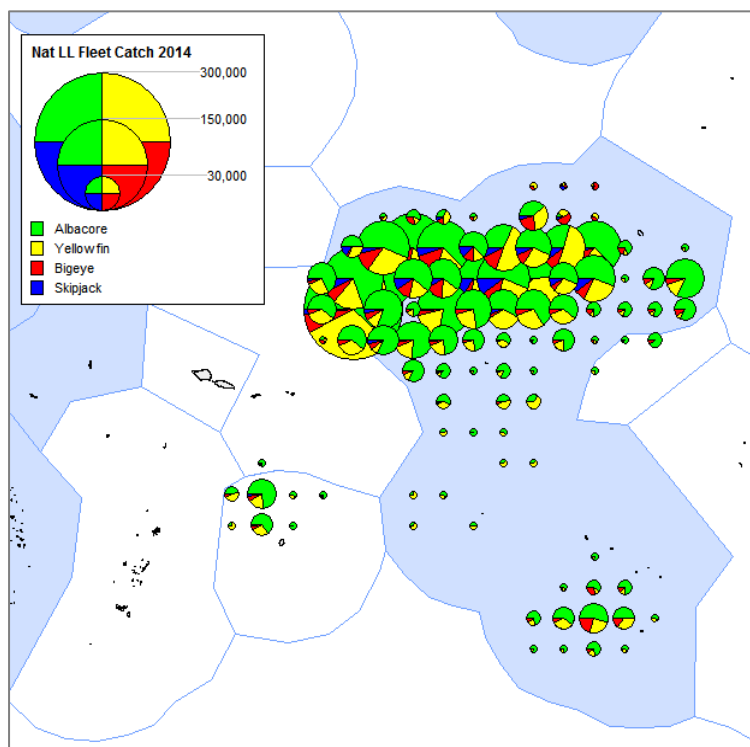 Nat LL Fleet Catch 2014
300,000
150,000
30,000
Albacore
Yellowfin
Bigeye
Skipjack